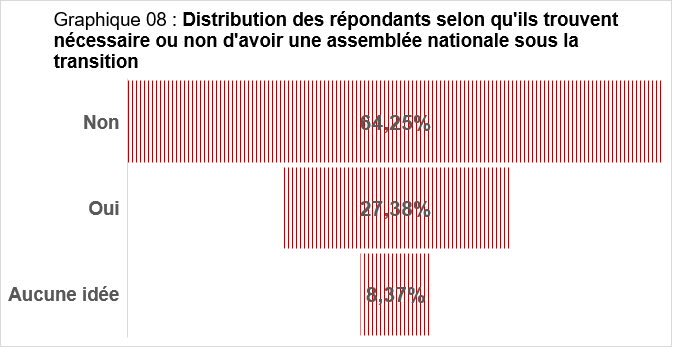 Graphique 08 : Distribution des répondants selon qu'ils trouvent
nécessaire ou non d'avoir une assemblée nationale sous la
transition
Non
64,25%
Oui
27,38%
Aucune idée
8,37%